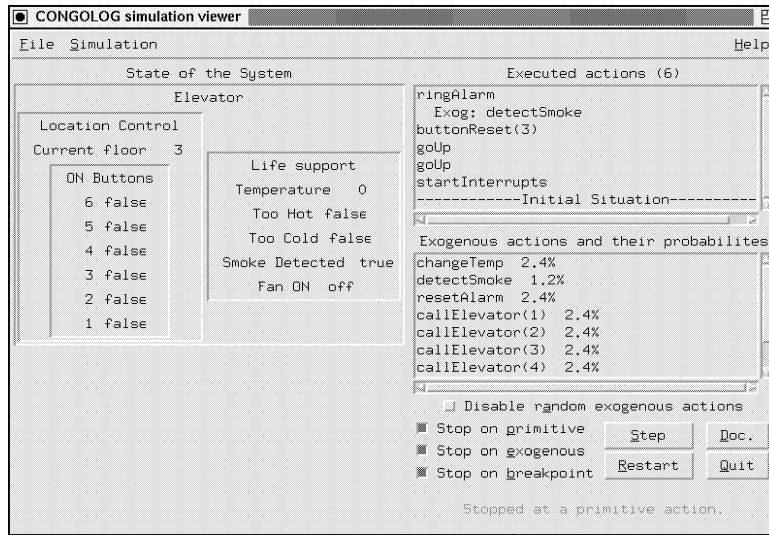 CONGOLOG simulation viewer
File Simulation Help
State of the System
Elevator
Location Control
Current floor 3
ON Buttons
6 false
5 false
4 false
3 false
2 false
1 false
Life support
Temperature 0
Too Hot false
Too Cold false
Smoke Detected true
Fan ON off
Executed actions (6)
ringAlarm
Exog: detectSmoke
buttonReset(3)
goUp
goUp
startInterrupts
------------Initial Situation----------
Exogenous actions and their probabilites
changeTemp 2.4%
detectSmoke 1.2%
resetAlarm 2.4%
callElevator(1) 2.4%
callElevator(2) 2.4%
callElevator(3) 2.4%
callElevator(4) 2.4%
Disable random exogenous actions
Stop on primitive
Stop on exogenous
Stop on breakpoint
Step Doc.
Restart Quit
Stopped at a primitive action.